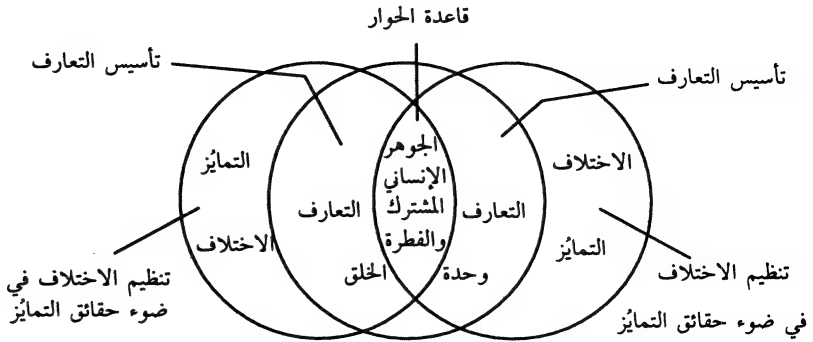 قاعدة الحوار
تأسيس التعارف
تأسيس التعارف
الاختلاف
التمايُز
التعارف
وحدة
الجوهر
الإنساني
المشترك
والفطرة
التعارف
الخلق
التمايُز
الاختلاف
تنظيم الاختلاف
في ضوء حقائق التمايُز
تنظيم الاختلاف في
ضوء حقائق التمايُز